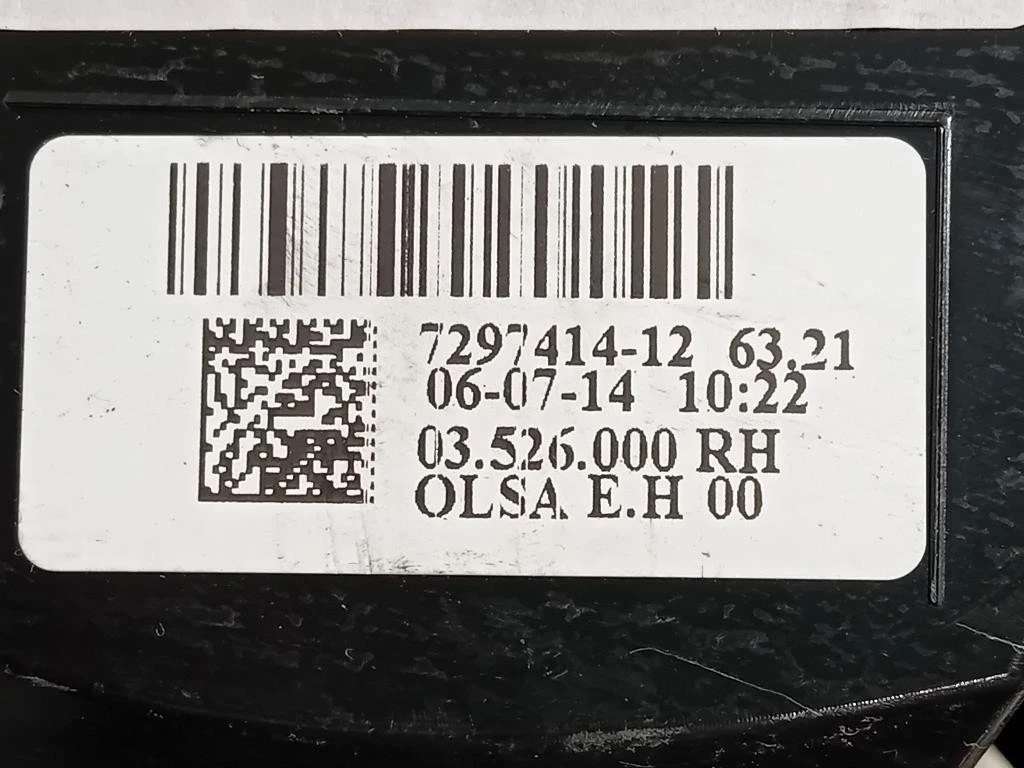 7297414-12 63.21
06-07-14 10:22
03.526.000 RH
OLSA E.H 00